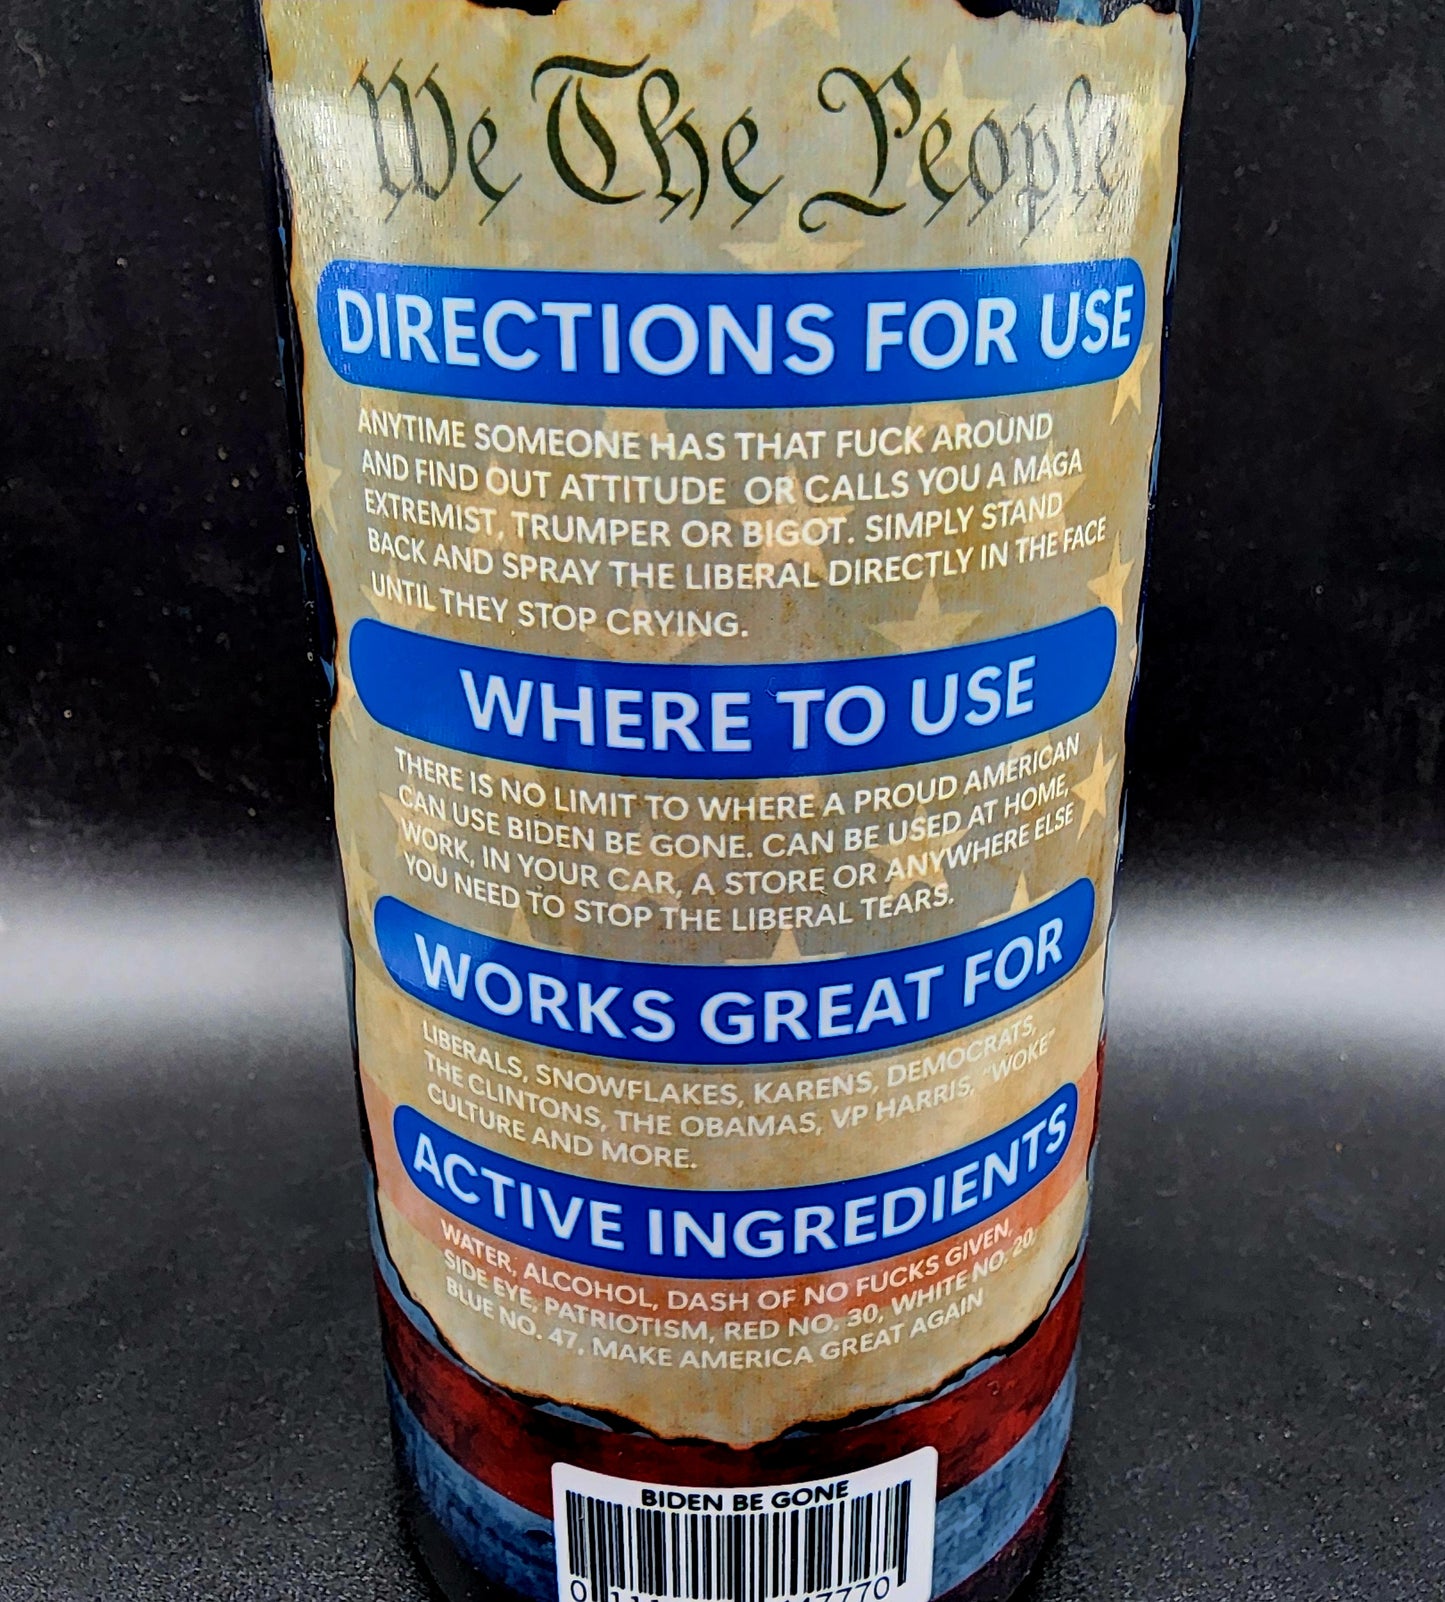 We The People
DIRECTIONS FOR USE
ANYTIME SOMEONE HAS THAT FUCK AROUND
AND FIND OUT ATTITUDE OR CALLS YOU A MAGA
EXTREMIST, TRUMPER OR BIGOT. SIMPLY STAND
BACK AND SPRAY THE LIBERAL DIRECTLY IN THE FACE
UNTIL THEY STOP CRYING.
WHERE TO USE
THERE IS NO LIMIT TO WHERE A PROUD AMERICAN
CAN USE BIDEN BE GONE. CAN BE USED AT HOME,
WORK, IN YOUR CAR, A STORE OR ANYWHERE ELSE
YOU NEED TO STOP THE LIBERAL TEARS.
WORKS GREAT FOR
LIBERALS, SNOWFLAKES, KARENS, DEMOCRATS,
THE CLINTONS, THE OBAMAS, VP HARRIS, "WOKE"
CULTURE AND MORE.
ACTIVE INGREDIENTS
WATER, ALCOHOL, DASH OF NO FUCKS GIVEN,
SIDE EYE, PATRIOTISM, RED NO. 30, WHITE NO. 20
BLUE NO. 47, MAKE AMERICA GREAT AGAIN
BIDEN BE GONE